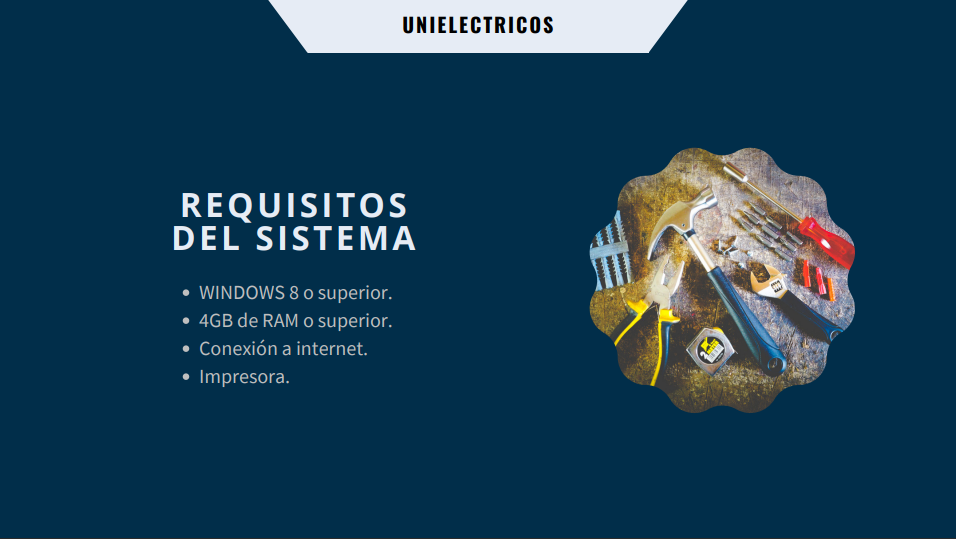 UNIELECTRICOS
REQUISITOS
DEL SISTEMA
• WINDOWS 8 o superior.
• 4GB de RAM o superior.
• Conexión a internet.
• Impresora.